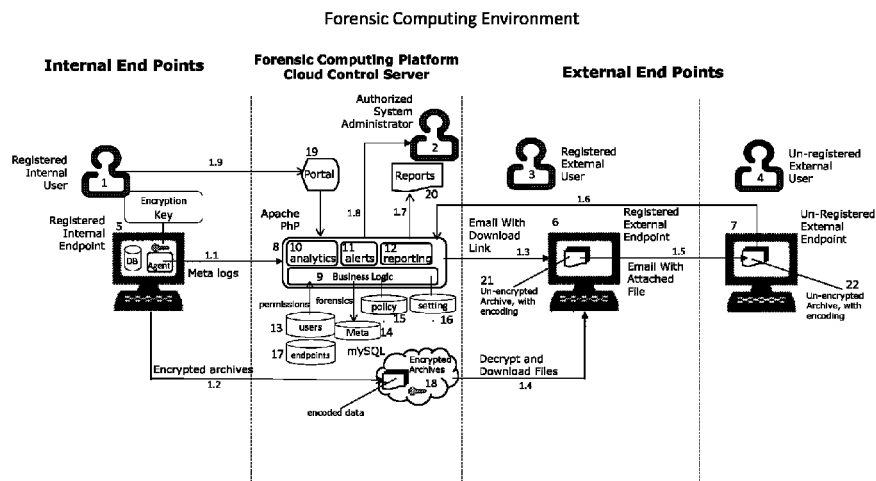 Forensic Computing Environment
Internal End Points
Forensic Computing Platform
Cloud Control Server
External End Points
Authorized
System
Administrator
2
19
Portal
Reports
20
1.9
1.8
1.7
Registered
Internal
User
1
3
Registered
External
User
4
Un-registered
External
User
Encryption
Key
Registered
Internal
Endpoint
5
DB
Agent
1.1
Meta logs
Apache
PhP
8
10
analytics
11
alerts
12
reporting
9
Business Logic
permissions
forensics
policy
15
setting
16
13
users
Meta
14
17
endpoints
mySQL
Email With
Download
Link
1.3
6
Registered
External
Endpoint
1.6
7
Un-Registered
External
Endpoint
21
Un-encrypted
Archive, with
encoding
1.5
Email With
Attached
File
22
Un-encrypted
Archive, with
encoding
Encrypted archives
1.2
Encrypted
Archives
18
encoded data
Decrypt and
Download Files
1.4